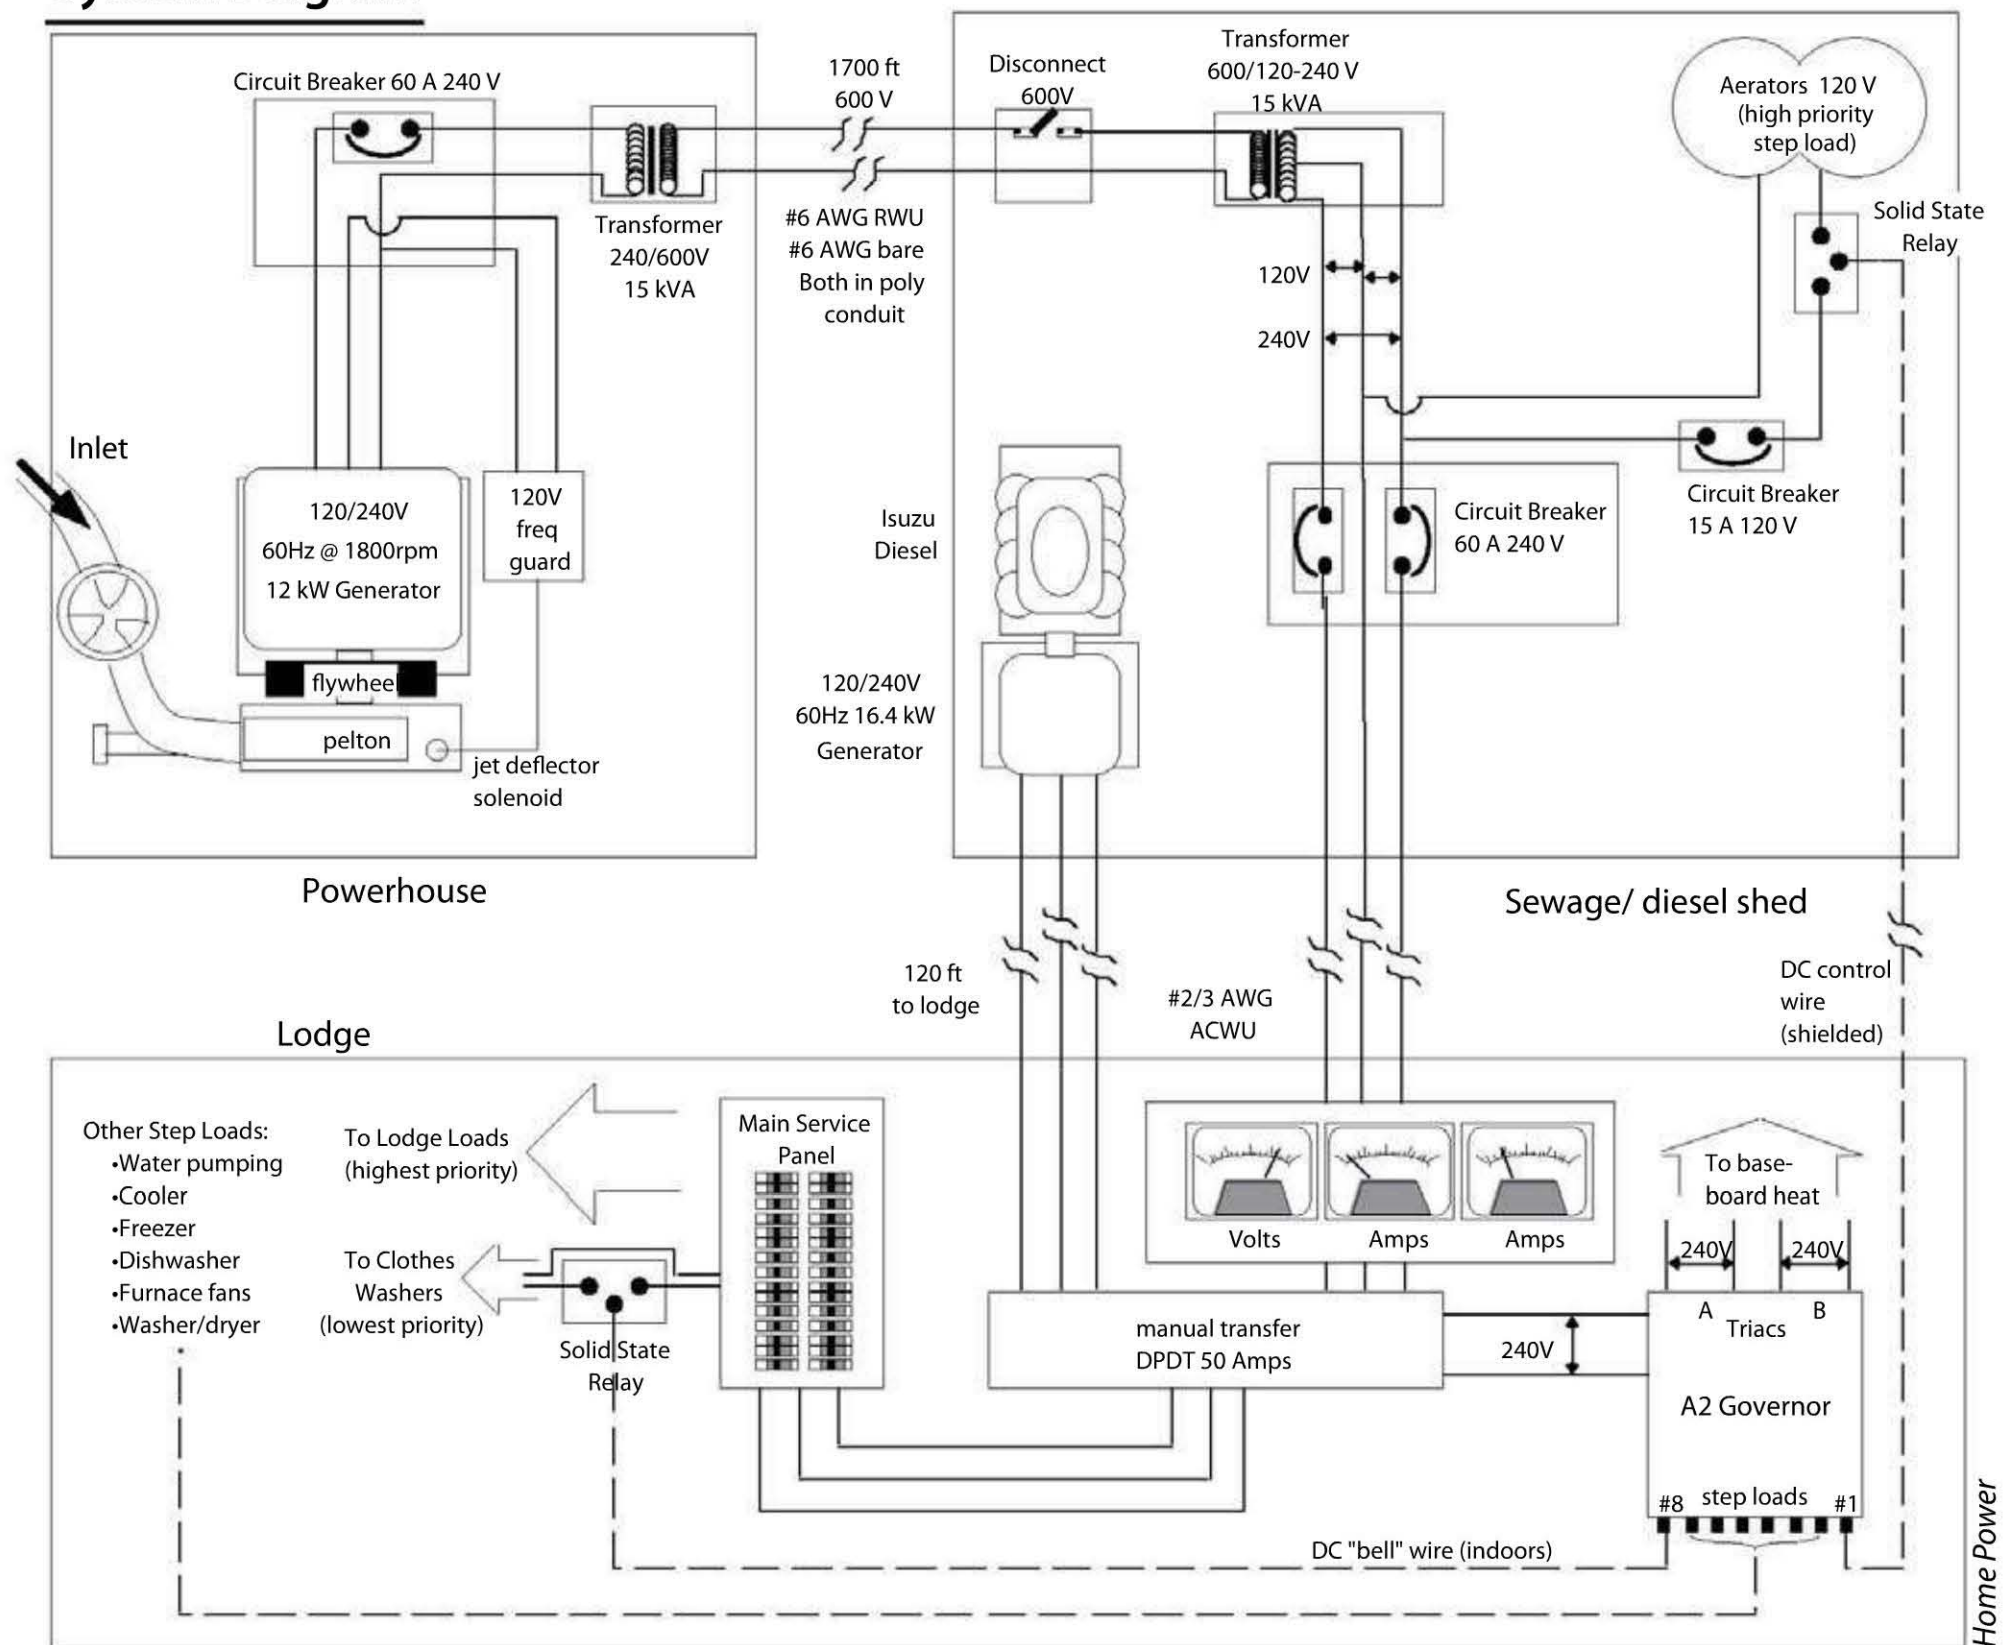 Circuit Breaker 60 A 240 V
Transformer
240/600V
15 kVA
1700 ft
600 V
#6 AWG RWU
#6 AWG bare
Both in poly
conduit
Inlet
120/240V
60Hz @ 1800rpm
12 kW Generator
120V
freq
guard
flywheel
pelton
jet deflector
solenoid
Powerhouse
Disconnect
600V
Transformer
600/120-240 V
15 kVA
Aerators 120 V
(high priority
step load)
Solid State
Relay
120V
240V
Circuit Breaker
15 A 120 V
Circuit Breaker
60 A 240 V
Isuzu
Diesel
120/240V
60Hz 16.4 kW
Generator
Sewage/ diesel shed
120 ft
to lodge
#2/3 AWG
ACWU
DC control
wire
(shielded)
Lodge
Other Step Loads:
•Water pumping
•Cooler
•Freezer
•Dishwasher
•Furnace fans
•Washer/dryer
To Lodge Loads
(highest priority)
To Clothes
Washers
(lowest priority)
Solid State
Relay
Main Service
Panel
Volts
Amps
Amps
To base-
board heat
240V
240V
A
B
Triacs
manual transfer
DPDT 50 Amps
240V
A2 Governor
#8
step loads
#1
DC "bell" wire (indoors)
Home Power